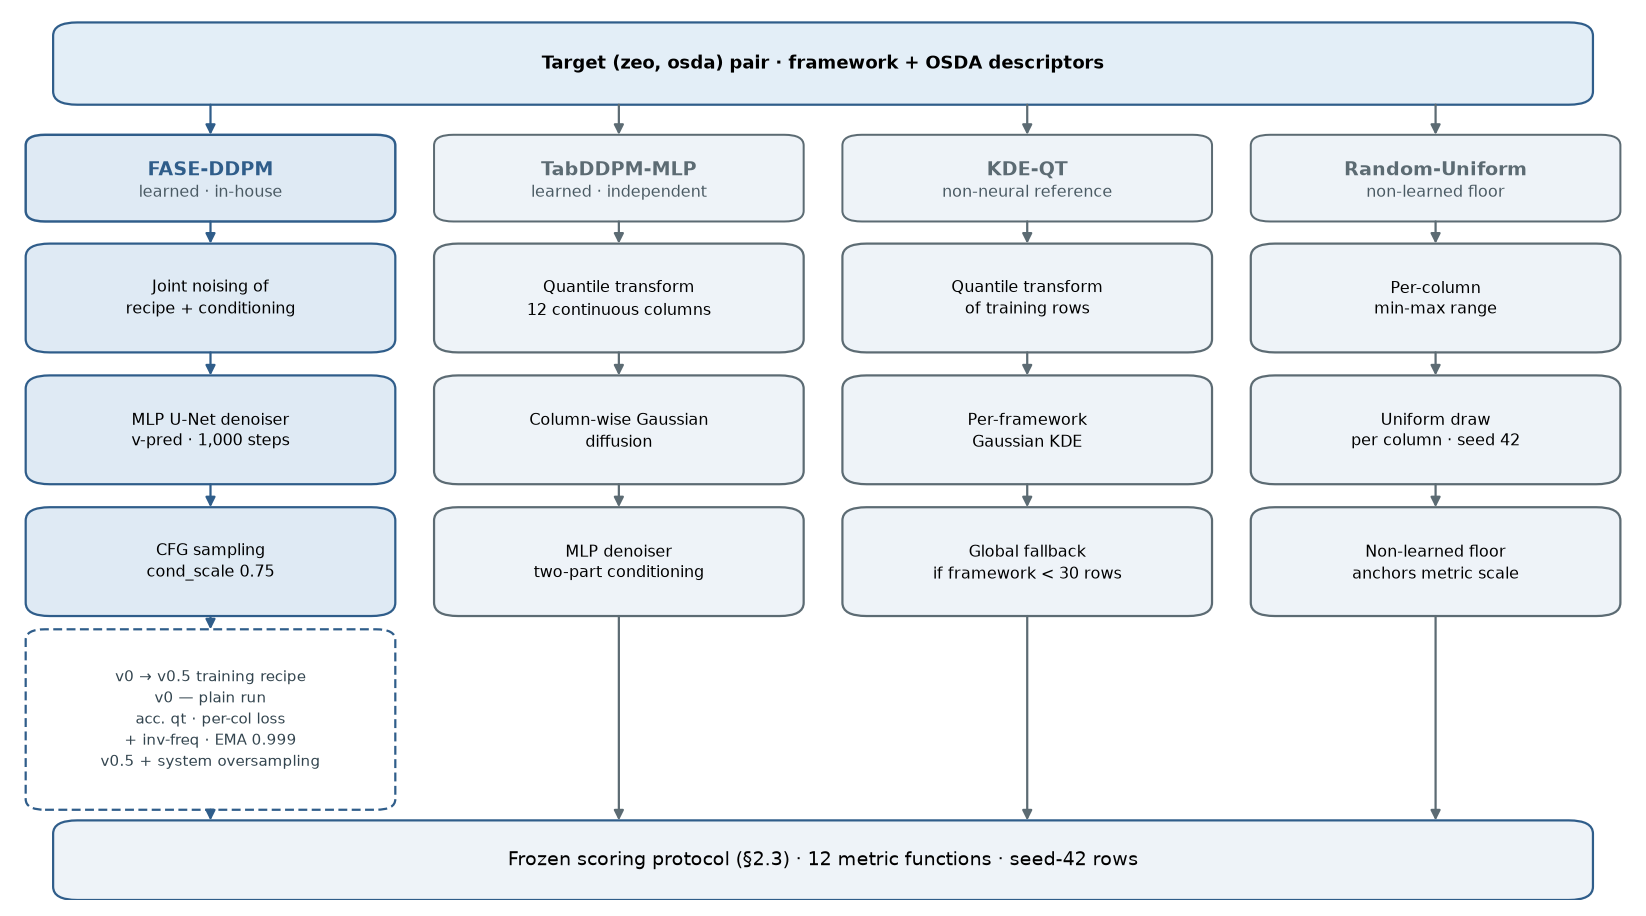 Target (zeo, osda) pair · framework + OSDA descriptors
FASE-DDPM
learned · in-house
TabDDPM-MLP
learned · independent
KDE-QT
non-neural reference
Random-Uniform
non-learned floor
Joint noising of
recipe + conditioning
Quantile transform
12 continuous columns
Quantile transform
of training rows
Per-column
min-max range
MLP U-Net denoiser
v-pred · 1,000 steps
Column-wise Gaussian
diffusion
Per-framework
Gaussian KDE
Uniform draw
per column · seed 42
CFG sampling
cond_scale 0.75
MLP denoiser
two-part conditioning
Global fallback
if framework < 30 rows
Non-learned floor
anchors metric scale
v0 → v0.5 training recipe
v0 — plain run
acc. qt · per-col loss
+ inv-freq · EMA 0.999
v0.5 + system oversampling
Frozen scoring protocol (§2.3) · 12 metric functions · seed-42 rows